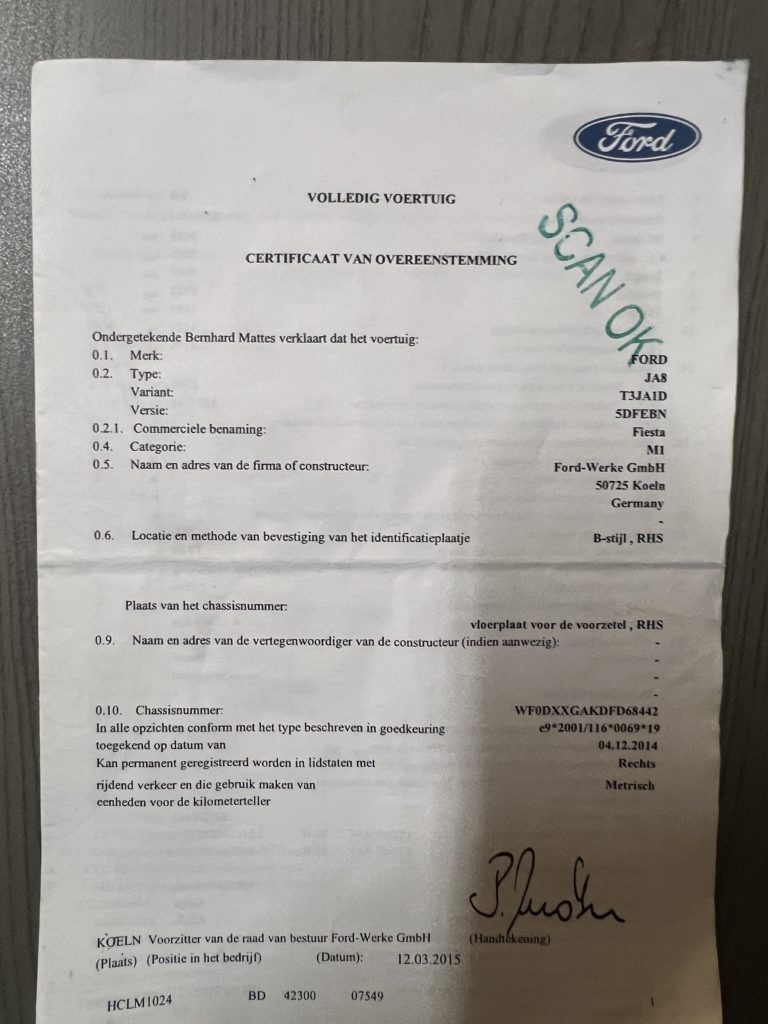 Ford
VOLLEDIG VOERTUIG
CERTIFICAAT VAN OVEREENSTEMMING
SCAN OK
Ondergetekende Bernhard Mattes verklaart dat het voertuig:
0.1. Merk: FORD
0.2. Type: JA8
Variant: T3JA1D
Versie: 5DFEBN
0.2.1. Commerciele benaming: Fiesta
0.4. Categorie: M1
0.5. Naam en adres van de firma of constructeur: Ford-Werke GmbH
50725 Koeln
Germany
-
0.6. Locatie en methode van bevestiging van het identificatieplaatje B-stijl , RHS
Plaats van het chassisnummer:
vloerplaat voor de voorzetel , RHS
0.9. Naam en adres van de vertegenwoordiger van de constructeur (indien aanwezig): -
-
-
-
0.10. Chassisnummer: WF0DXXGAKDFD68442
In alle opzichten conform met het type beschreven in goedkeuring e9*2001/116*0069*19
toegekend op datum van 04.12.2014
Kan permanent geregistreerd worden in lidstaten met Rechts
rijdend verkeer en die gebruik maken van Metrisch
eenheden voor de kilometerteller
KOELN Voorzitter van de raad van bestuur Ford-Werke GmbH (Handtekening)
(Plaats) (Positie in het bedrijf) (Datum): 12.03.2015
HCLM1024 BD 42300 07549 1